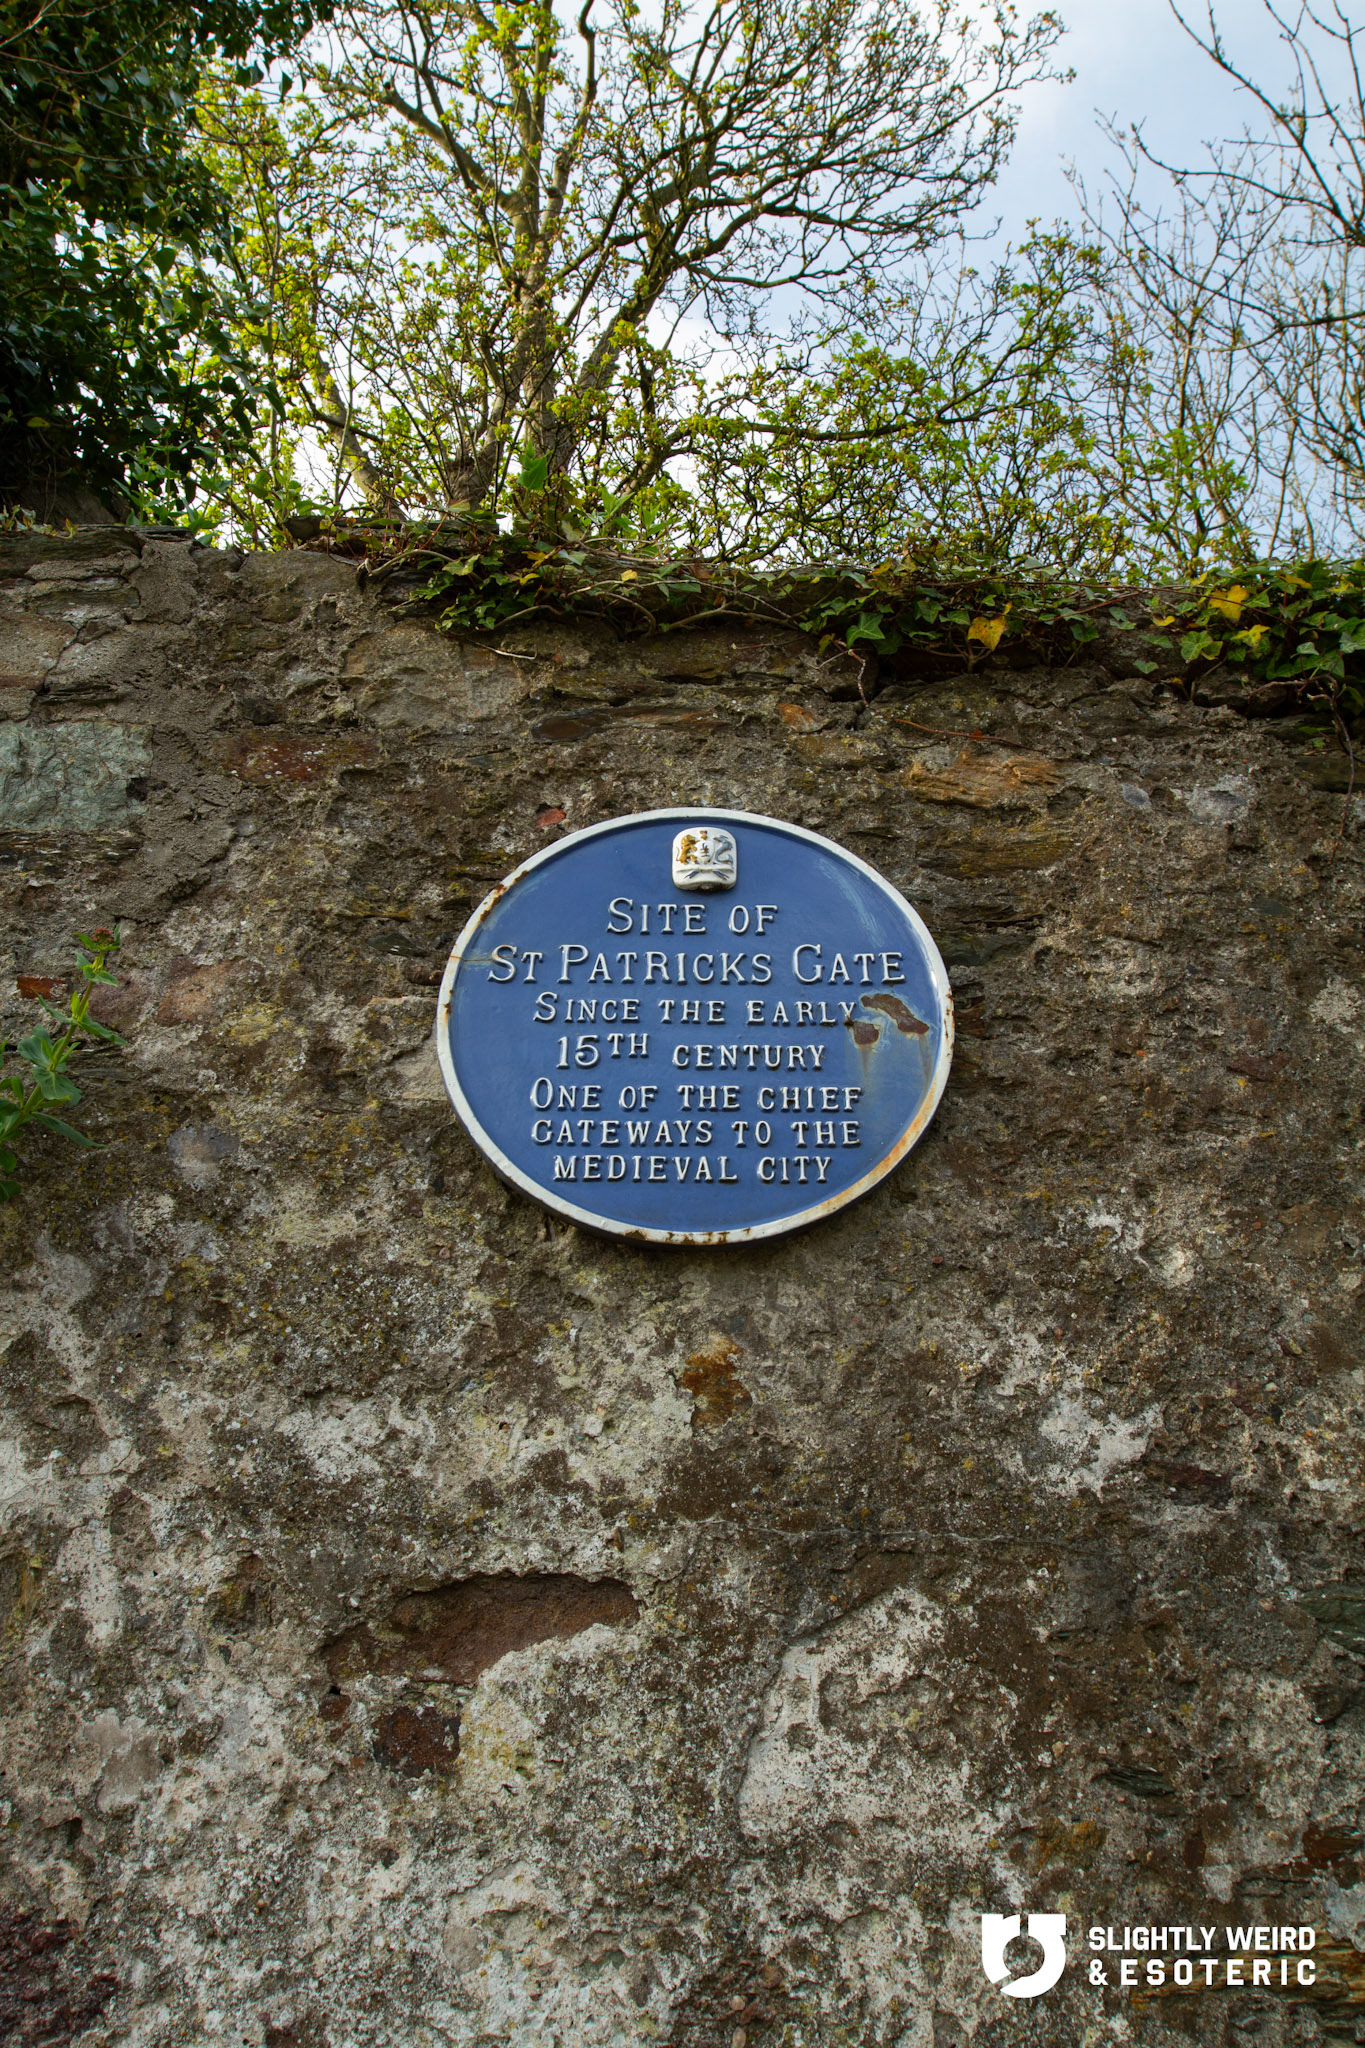 SITE OF
ST PATRICKS GATE
SINCE THE EARLY
15TH CENTURY
ONE OF THE CHIEF
GATEWAYS TO THE
MEDIEVAL CITY
SLIGHTLY WEIRD
& ESOTERIC